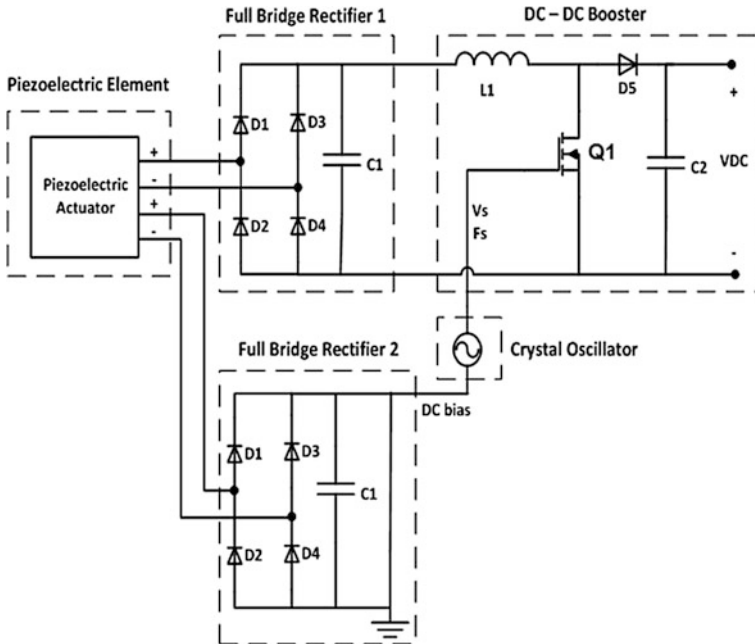 Full Bridge Rectifier 1
DC – DC Booster
Piezoelectric Element
Piezoelectric
Actuator
+
-
+
-
D1
D3
D2
D4
C1
L1
D5
Q1
C2
+
VDC
-
Vs
Fs
Crystal Oscillator
Full Bridge Rectifier 2
DC bias
D1
D3
D2
D4
C1